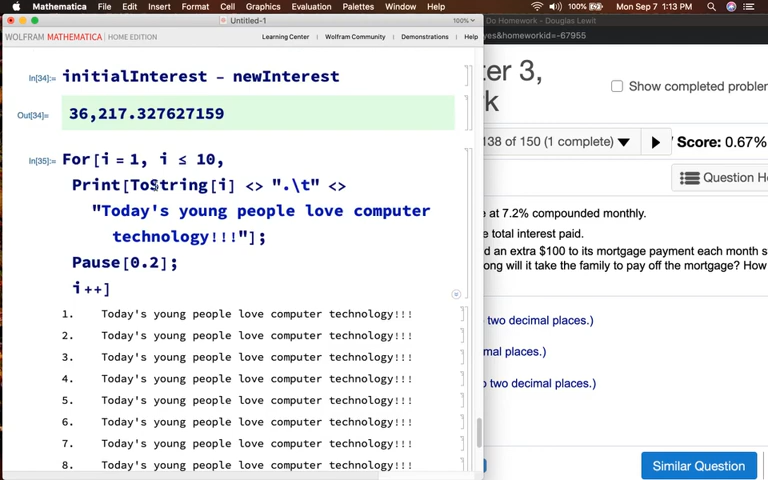 Mathematica File Edit Insert Format Cell Graphics Evaluation Palettes Window Help 100% Mon Sep 7 1:13 PM
Untitled-1 100%
Do Homework - Douglas Lewit
WOLFRAM MATHEMATICA | HOME EDITION Learning Center Wolfram Community Demonstrations Help
yes&homeworkid=-67955
In[34]:= initialInterest - newInterest
Out[34]= 36,217.327627159
In[35]:= For[i = 1, i ≤ 10,
Print[ToString[i] <> ".\t" <>
"Today's young people love computer
technology!!!"];
Pause[0.2];
i++]
1. Today's young people love computer technology!!!
2. Today's young people love computer technology!!!
3. Today's young people love computer technology!!!
4. Today's young people love computer technology!!!
5. Today's young people love computer technology!!!
6. Today's young people love computer technology!!!
7. Today's young people love computer technology!!!
8. Today's young people love computer technology!!!
ter 3,
rk
Show completed problem
138 of 150 (1 complete) Score: 0.67%
Question He
e at 7.2% compounded monthly.
e total interest paid.
d an extra $100 to its mortgage payment each month s
ong will it take the family to pay off the mortgage? How
two decimal places.)
mal places.)
o two decimal places.)
Similar Question